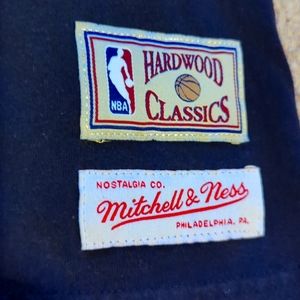 HARDWOOD
NBA
CLASSICS
NOSTALGIA CO.
Mitchell & Ness
PHILADELPHIA, PA.